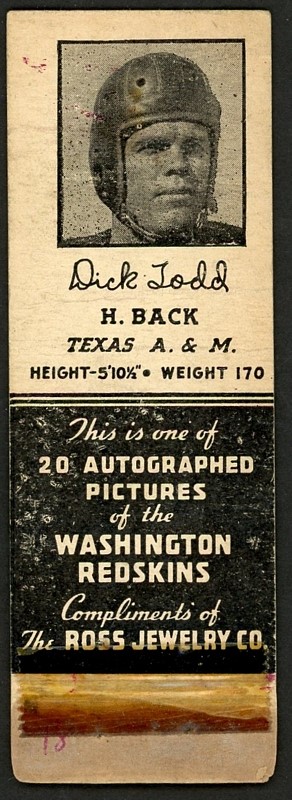 Dick Todd
H. BACK
TEXAS A. & M.
HEIGHT-5'10½"• WEIGHT 170
This is one of
20 AUTOGRAPHED
PICTURES
of the
WASHINGTON
REDSKINS
Compliments of
The ROSS JEWELRY CO.
18